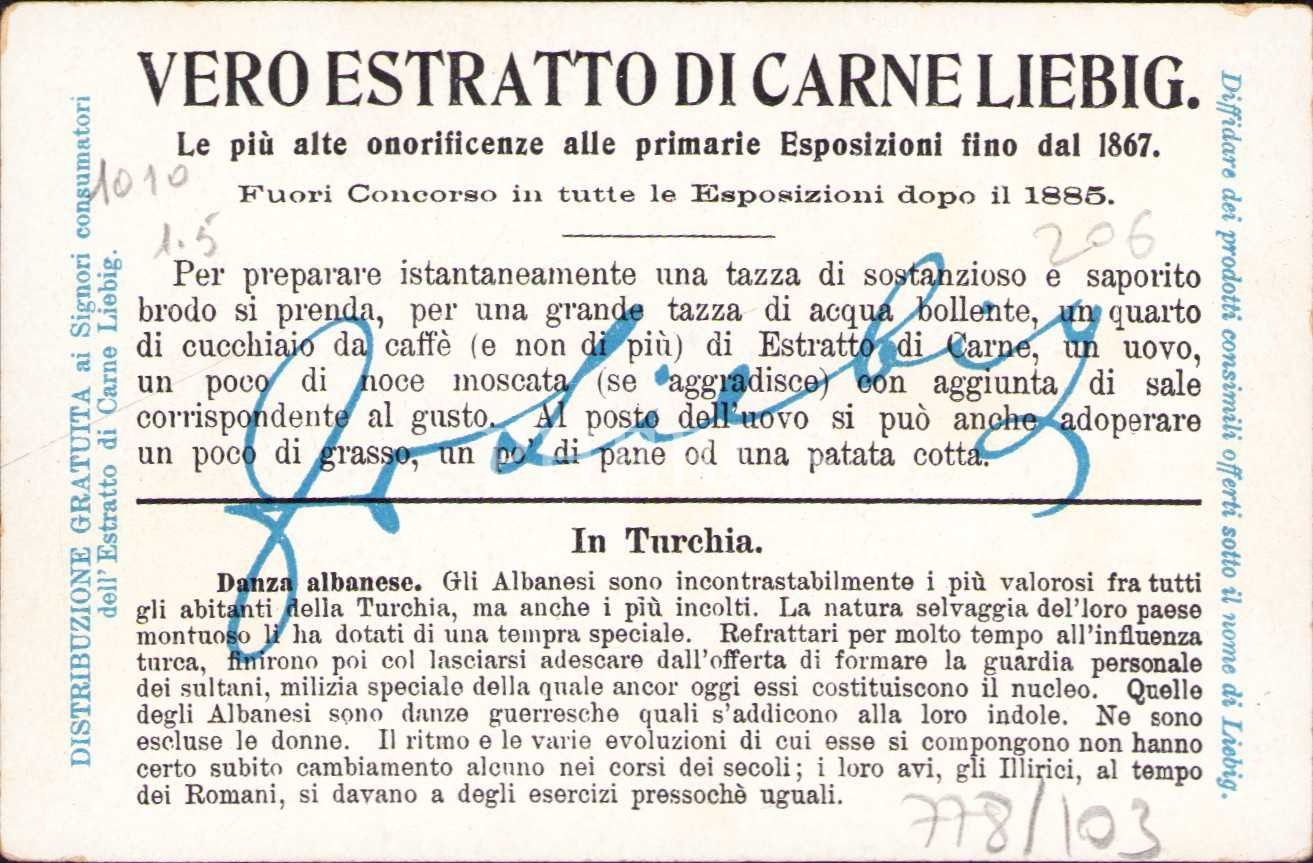 VERO ESTRATTO DI CARNE LIEBIG.
Le più alte onorificenze alle primarie Esposizioni fino dal 1867.
Fuori Concorso in tutte le Esposizioni dopo il 1885.
Per preparare istantaneamente una tazza di sostanzioso e saporito
brodo si prenda, per una grande tazza di acqua bollente, un quarto
di cucchiaio da caffè (e non di più) di Estratto di Carne, un uovo,
un poco di noce moscata (se aggradisce) con aggiunta di sale
corrispondente al gusto. Al posto dell'uovo si può anche adoperare
un poco di grasso, un po' di pane od una patata cotta.
In Turchia.
Danza albanese. Gli Albanesi sono incontrastabilmente i più valorosi fra tutti
gli abitanti della Turchia, ma anche i più incolti. La natura selvaggia del'loro paese
montuoso li ha dotati di una tempra speciale. Refrattari per molto tempo all'influenza
turca, finirono poi col lasciarsi adescare dall'offerta di formare la guardia personale
dei sultani, milizia speciale della quale ancor oggi essi costituiscono il nucleo. Quelle
degli Albanesi sono danze guerresche quali s'addicono alla loro indole. Ne sono
escluse le donne. Il ritmo e le varie evoluzioni di cui esse si compongono non hanno
certo subito cambiamento alcuno nei corsi dei secoli; i loro avi, gli Illirici, al tempo
dei Romani, si davano a degli esercizi pressochè uguali.
DISTRIBUZIONE GRATUITA ai Signori consumatori
dell' Estratto di Carne Liebig.
Diffidare dei prodotti consimili offerti sotto il nome di Liebig.
1010
1.5
206
778/103